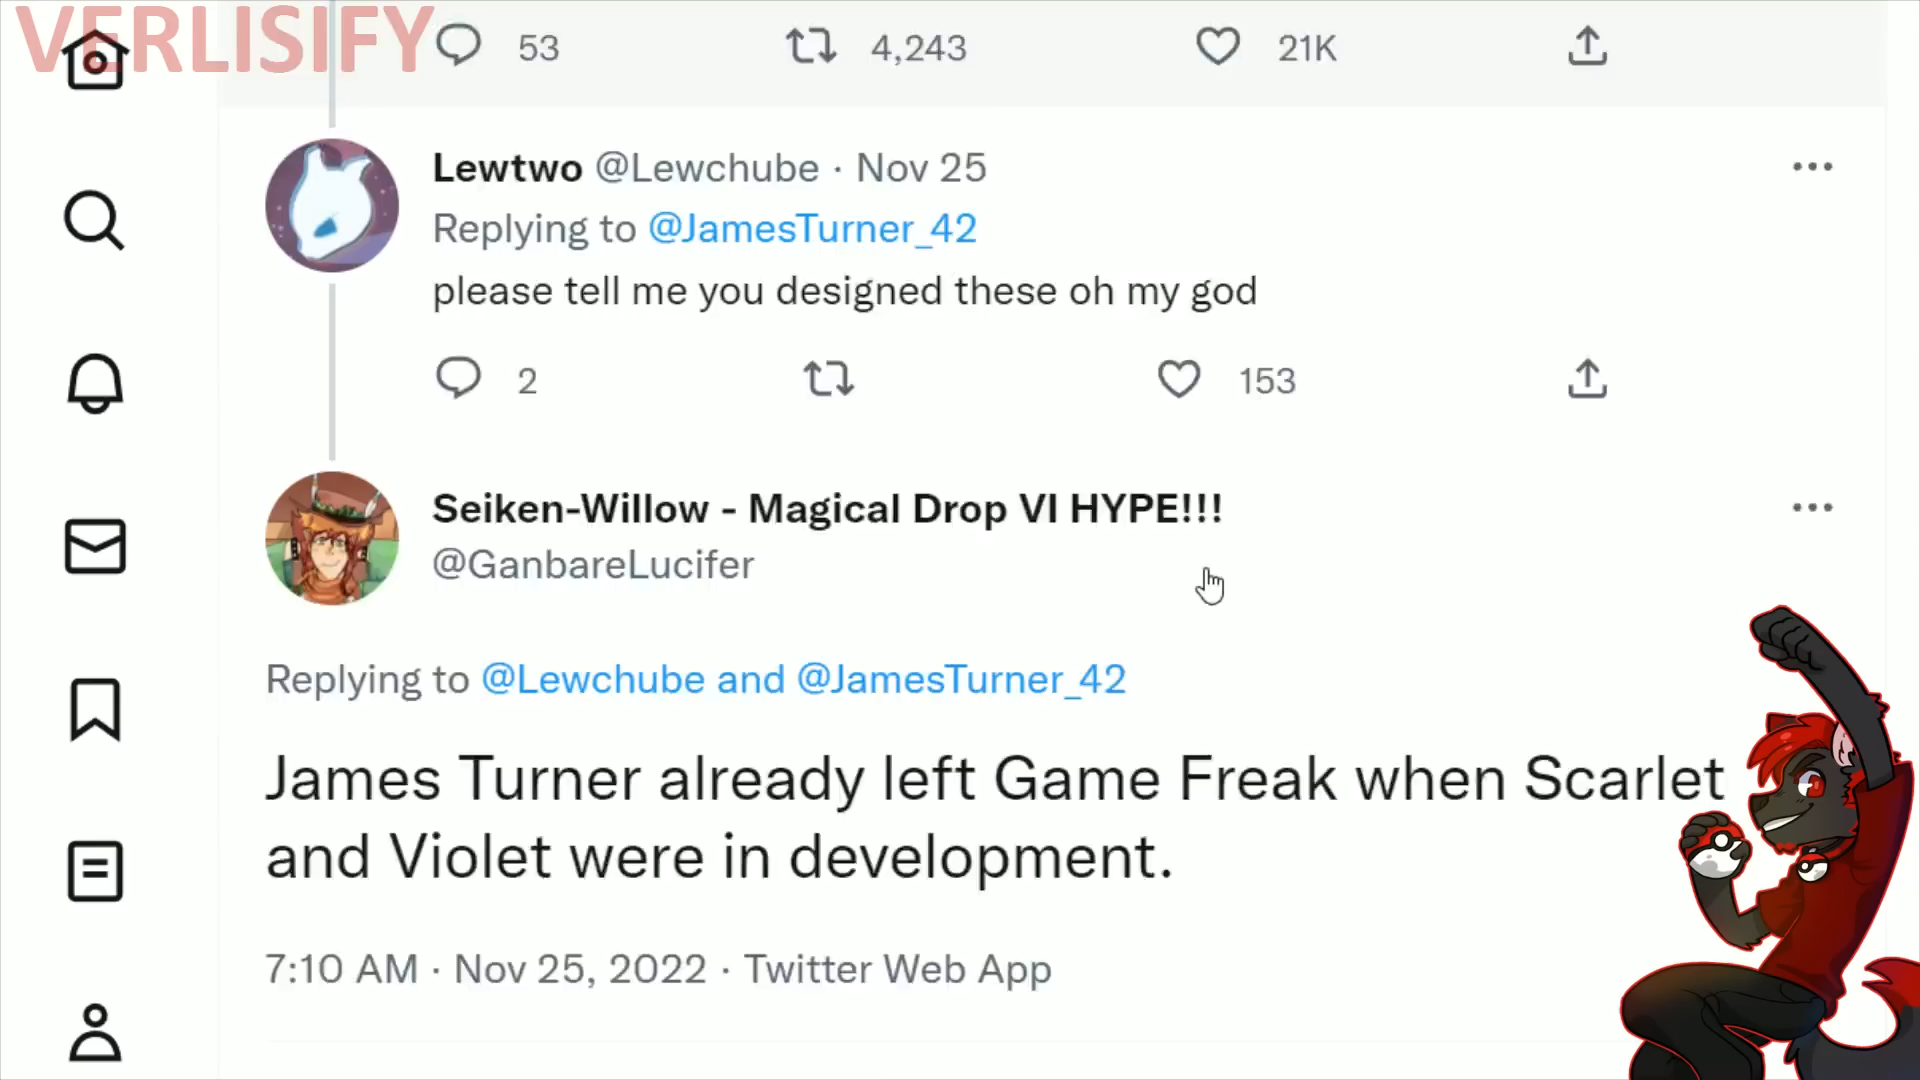 VERLISIFY
53 4,243 21K
Lewtwo @Lewchube · Nov 25
Replying to @JamesTurner_42
please tell me you designed these oh my god
2 153
Seiken-Willow - Magical Drop VI HYPE!!!
@GanbareLucifer
Replying to @Lewchube and @JamesTurner_42
James Turner already left Game Freak when Scarlet
and Violet were in development.
7:10 AM · Nov 25, 2022 · Twitter Web App